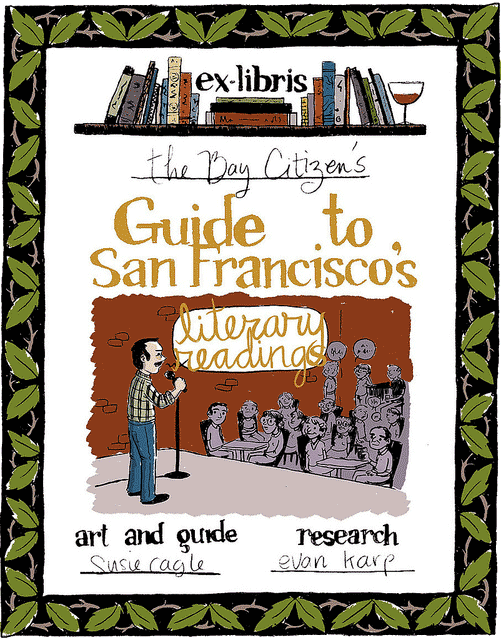 ex-libris
the Bay Citizen's
Guide to
San Francisco's
literary
readings
art and guide
research
susie cagle
evan karp